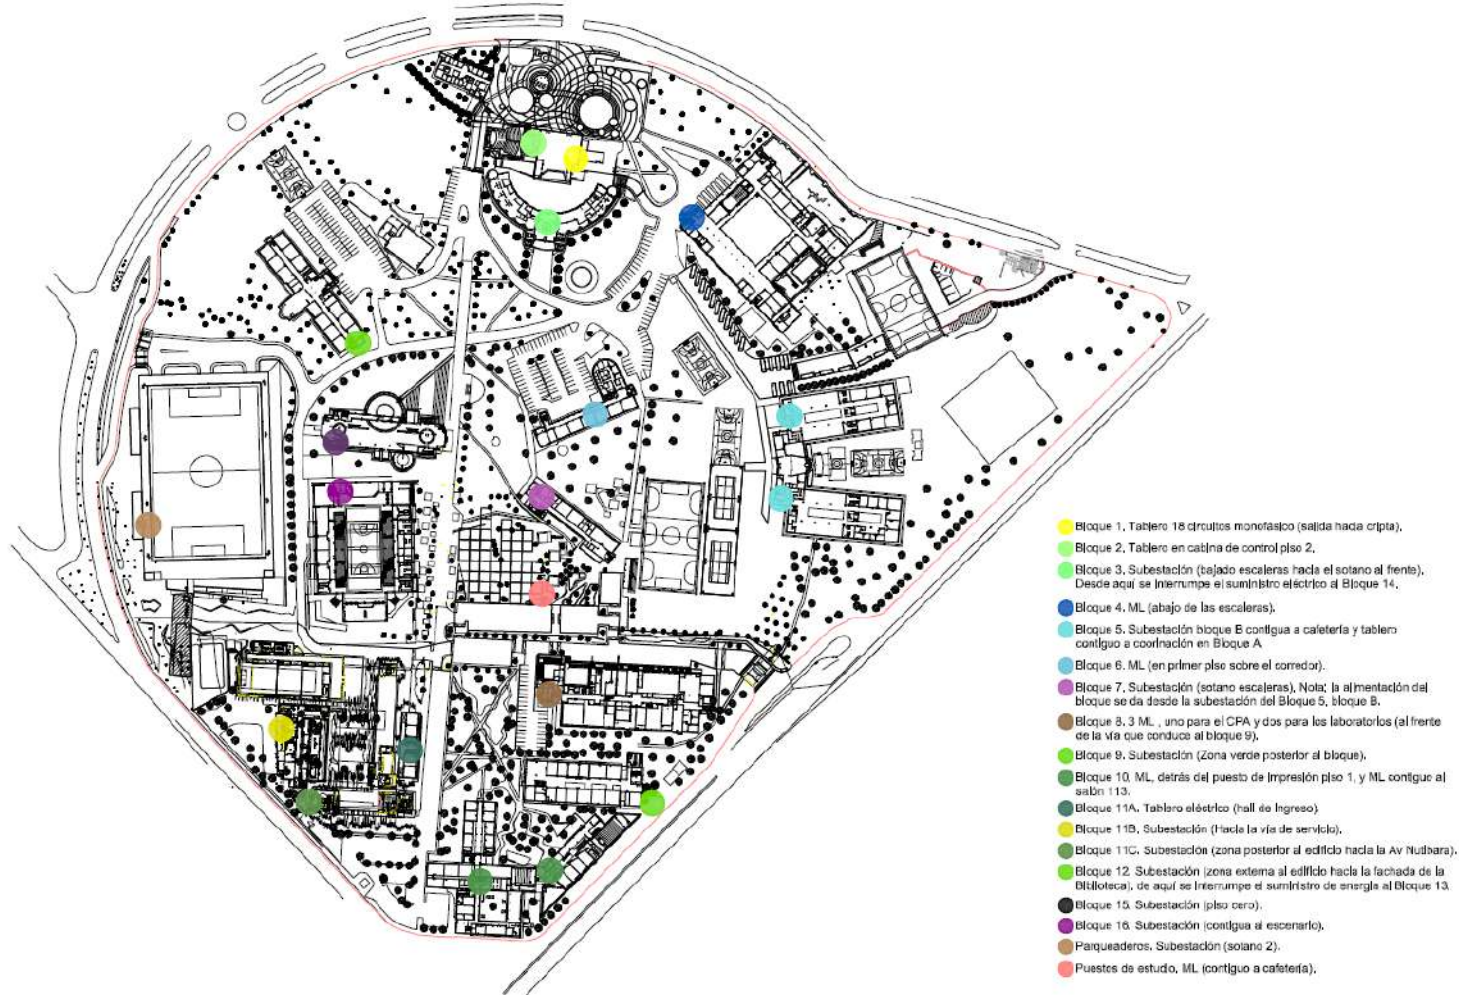 Bloque 1. Tablero 18 circuitos monofásico (salida hacia cripta).
Bloque 2. Tablero en cabina de control piso 2.
Bloque 3. Subestación (bajado escaleras hacia el sotano al frente).
Desde aquí se interrumpe el suministro eléctrico al Bloque 14.
Bloque 4. ML (abajo de las escaleras).
Bloque 5. Subestación bloque B contigua a cafetería y tablero
contiguo a coorinación en Bloque A
Bloque 6. ML (en primer piso sobre el corredor).
Bloque 7. Subestación (sotano escaleras). Nota: la alimentación del
bloque se da desde la subestación del Bloque 5, bloque B.
Bloque 8. 3 ML , uno para el CPA y dos para los laboratorios (al frente
de la vía que conduce al bloque 9).
Bloque 9. Subestación (Zona verde posterior al bloque).
Bloque 10. ML, detrás del puesto de impresión piso 1, y ML contiguo al
salón 113.
Bloque 11A. Tablero eléctrico (hall de ingreso)
Bloque 11B. Subestación (Hacia la vía de servicio).
Bloque 11C. Subestación (zona posterior al edificio hacia la Av Nutibara).
Bloque 12. Subestación (zona externa al edificio hacia la fachada de la
Biblioteca), de aquí se interrumpe el suministro de energía al Bloque 13.
Bloque 15. Subestación (piso cero).
Bloque 16. Subestación (contigua al escenario).
Parqueaderos. Subestación (sotano 2).
Puestos de estudio, ML (contiguo a cafetería).